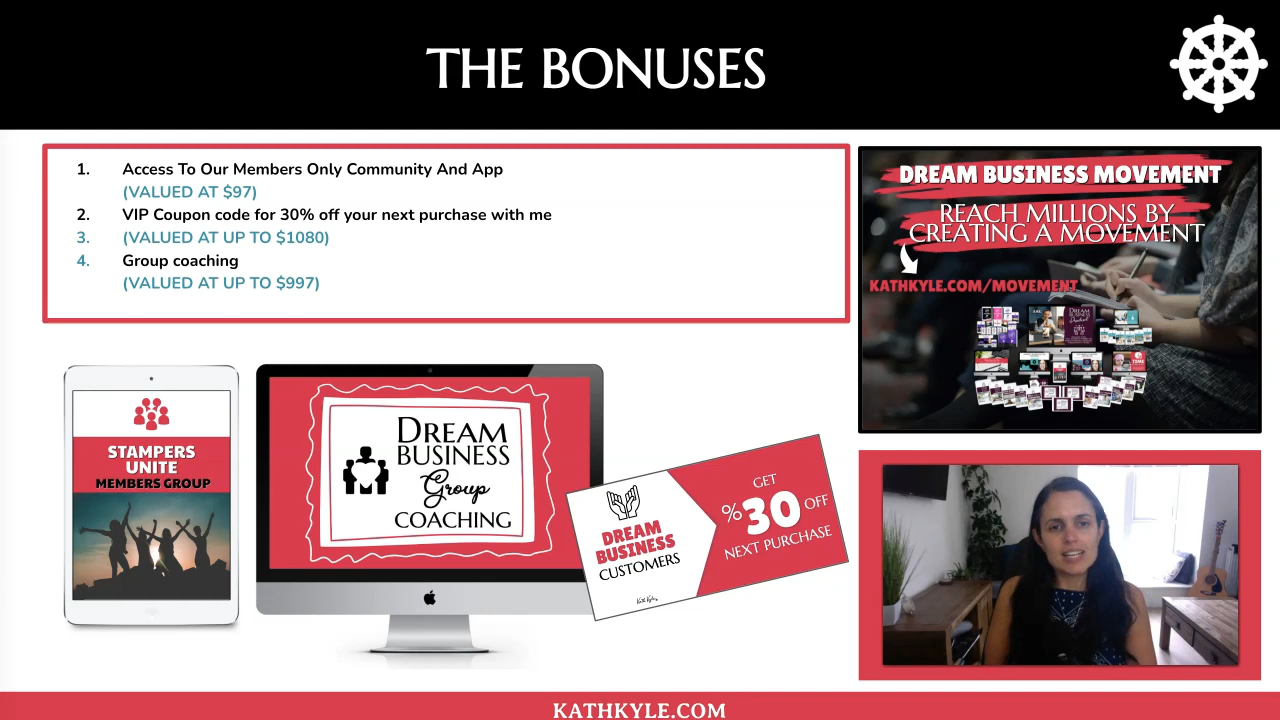 THE BONUSES
1. Access To Our Members Only Community And App
(VALUED AT $97)
2. VIP Coupon code for 30% off your next purchase with me
3. (VALUED AT UP TO $1080)
4. Group coaching
(VALUED AT UP TO $997)
DREAM BUSINESS MOVEMENT
REACH MILLIONS BY
CREATING A MOVEMENT
KATHKYLE.COM/MOVEMENT
STAMPERS
UNITE
MEMBERS GROUP
DREAM
BUSINESS
Group
COACHING
DREAM
BUSINESS
CUSTOMERS
GET
%30 OFF
NEXT PURCHASE
KATHKYLE.COM